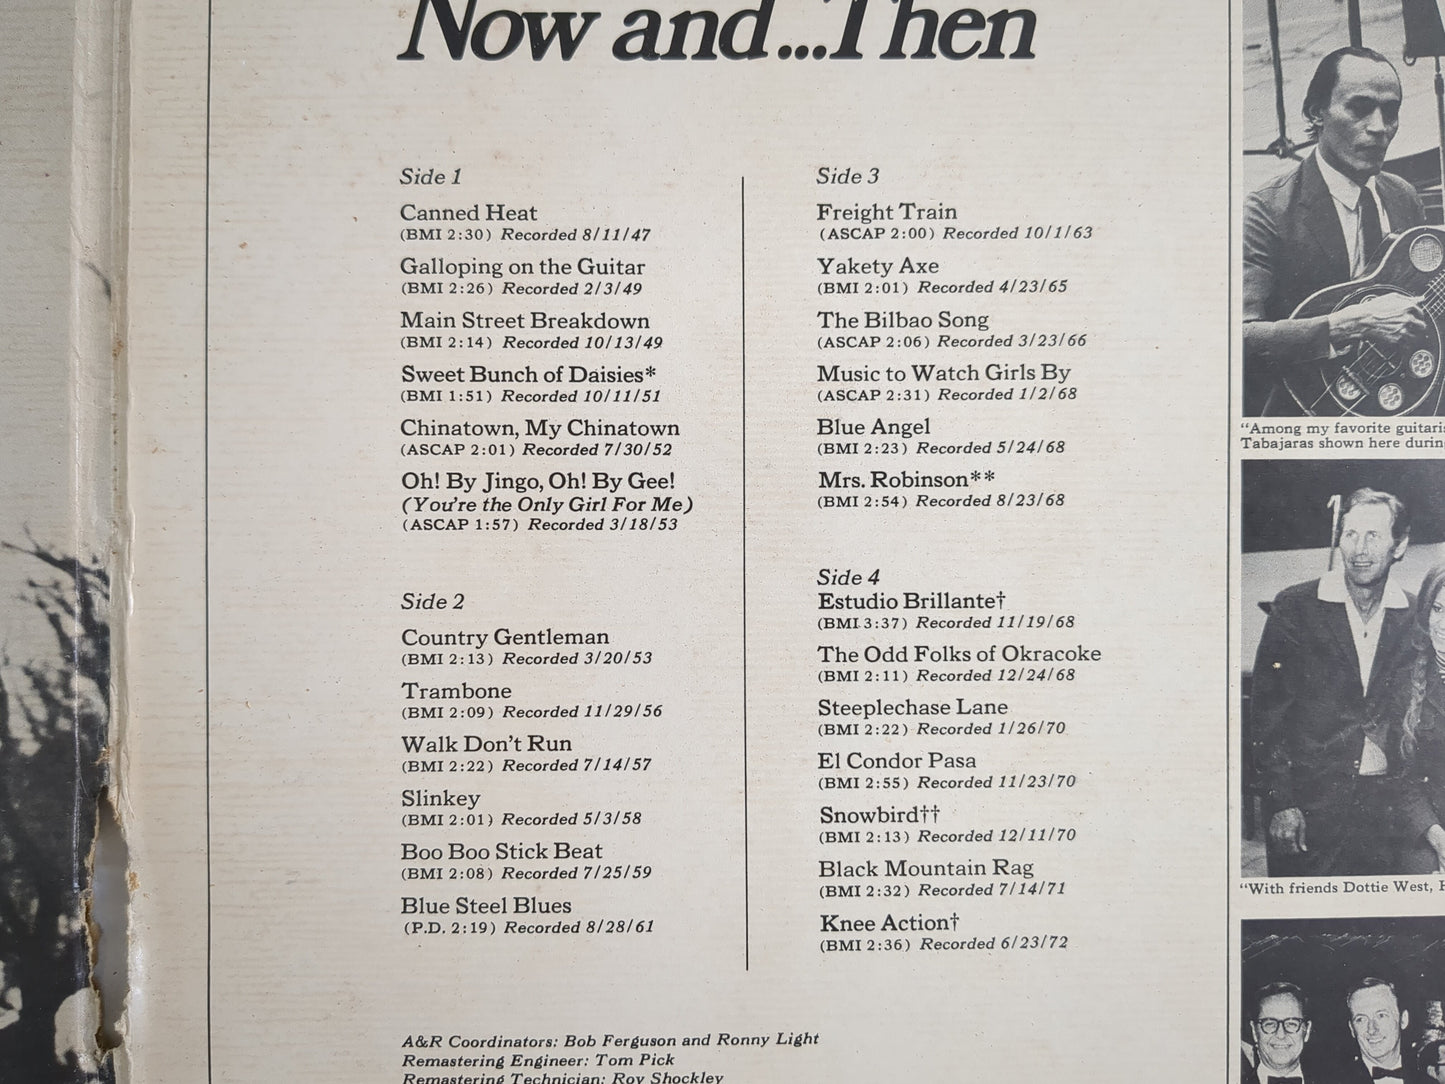 Now and...Then
Side 1
Canned Heat
(BMI 2:30) Recorded 8/11/47
Galloping on the Guitar
(BMI 2:26) Recorded 2/3/49
Main Street Breakdown
(BMI 2:14) Recorded 10/13/49
Sweet Bunch of Daisies*
(BMI 1:51) Recorded 10/11/51
Chinatown, My Chinatown
(ASCAP 2:01) Recorded 7/30/52
Oh! By Jingo, Oh! By Gee!
(You're the Only Girl For Me)
(ASCAP 1:57) Recorded 3/18/53
Side 2
Country Gentleman
(BMI 2:13) Recorded 3/20/53
Trambone
(BMI 2:09) Recorded 11/29/56
Walk Don't Run
(BMI 2:22) Recorded 7/14/57
Slinkey
(BMI 2:01) Recorded 5/3/58
Boo Boo Stick Beat
(BMI 2:08) Recorded 7/25/59
Blue Steel Blues
(P.D. 2:19) Recorded 8/28/61
Side 3
Freight Train
(ASCAP 2:00) Recorded 10/1/63
Yakety Axe
(BMI 2:01) Recorded 4/23/65
The Bilbao Song
(ASCAP 2:06) Recorded 3/23/66
Music to Watch Girls By
(ASCAP 2:31) Recorded 1/2/68
Blue Angel
(BMI 2:23) Recorded 5/24/68
Mrs. Robinson**
(BMI 2:54) Recorded 8/23/68
Side 4
Estudio Brillante†
(BMI 3:37) Recorded 11/19/68
The Odd Folks of Okracoke
(BMI 2:11) Recorded 12/24/68
Steeplechase Lane
(BMI 2:22) Recorded 1/26/70
El Condor Pasa
(BMI 2:55) Recorded 11/23/70
Snowbird††
(BMI 2:13) Recorded 12/11/70
Black Mountain Rag
(BMI 2:32) Recorded 7/14/71
Knee Action†
(BMI 2:36) Recorded 6/23/72
A&R Coordinators: Bob Ferguson and Ronny Light
Remastering Engineer: Tom Pick
Remastering Technician: Roy Shockley
"Among my favorite
Tabajaras shown here
"With friends Dottie West,